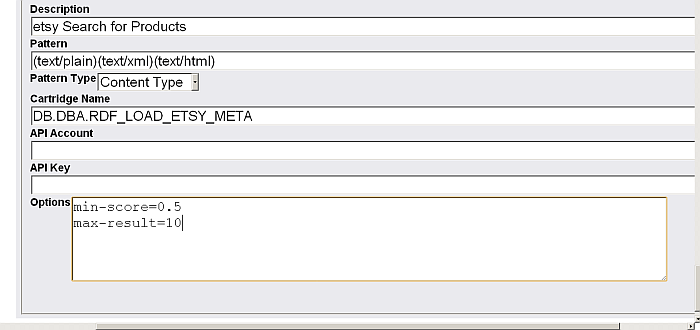 Description
etsy Search for Products
Pattern
(text/plain)(text/xml)(text/html)
Pattern Type Content Type
Cartridge Name
DB.DBA.RDF_LOAD_ETSY_META
API Account
API Key
Options min-score=0.5
max-result=10